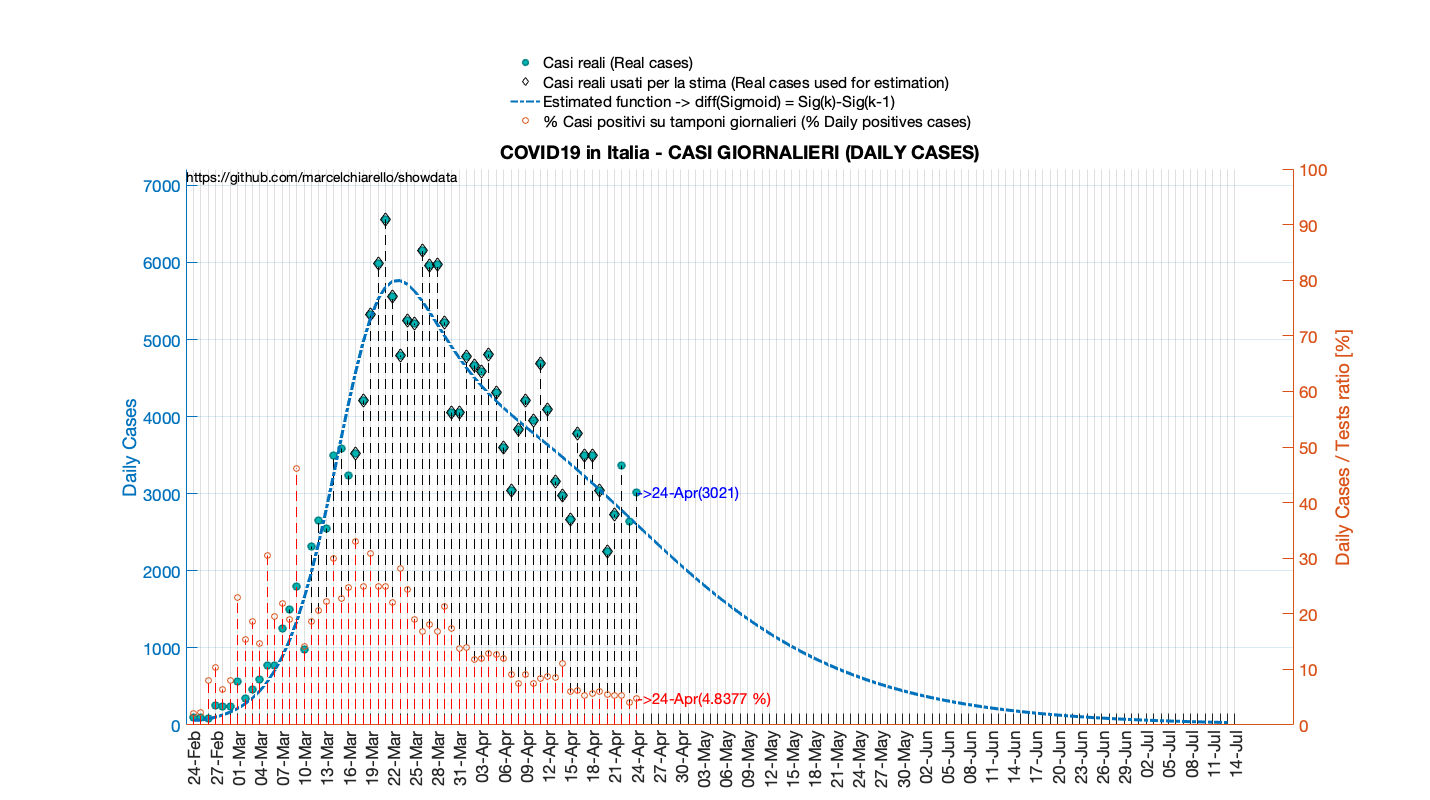 Casi reali (Real cases)
Casi reali usati per la stima (Real cases used for estimation)
Estimated function -> diff(Sigmoid) = Sig(k)-Sig(k-1)
% Casi positivi su tamponi giornalieri (% Daily positives cases)
COVID19 in Italia - CASI GIORNALIERI (DAILY CASES)
https://github.com/marcelchiarello/showdata
Daily Cases
7000
6000
5000
4000
3000
2000
1000
0
->24-Apr(3021)
->24-Apr(4.8377 %)
100
90
80
70
60
50
40
30
20
10
0
Daily Cases / Tests ratio [%]
24-Feb
27-Feb
01-Mar
04-Mar
07-Mar
10-Mar
13-Mar
16-Mar
19-Mar
22-Mar
25-Mar
28-Mar
31-Mar
03-Apr
06-Apr
09-Apr
12-Apr
15-Apr
18-Apr
21-Apr
24-Apr
27-Apr
30-Apr
03-May
06-May
09-May
12-May
15-May
18-May
21-May
24-May
27-May
30-May
02-Jun
05-Jun
08-Jun
11-Jun
14-Jun
17-Jun
20-Jun
23-Jun
26-Jun
29-Jun
02-Jul
05-Jul
08-Jul
11-Jul
14-Jul